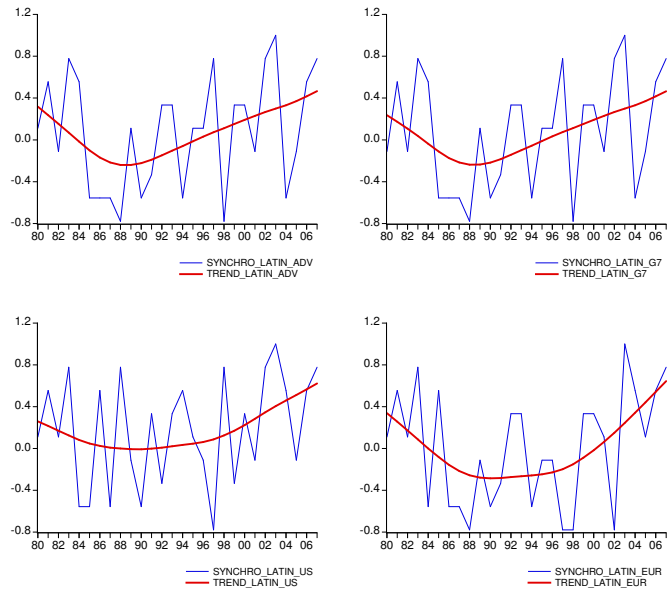 1.2 1.2
0.8 0.8
0.4 0.4
0.0 0.0
-0.4 -0.4
-0.8 -0.8
80 82 84 86 88 90 92 94 96 98 00 02 04 06 80 82 84 86 88 90 92 94 96 98 00 02 04 06
SYNCHRO_LATIN_ADV SYNCHRO_LATIN_G7
TREND_LATIN_ADV TREND_LATIN_G7
1.2 1.2
0.8 0.8
0.4 0.4
0.0 0.0
-0.4 -0.4
-0.8 -0.8
80 82 84 86 88 90 92 94 96 98 00 02 04 06 80 82 84 86 88 90 92 94 96 98 00 02 04 06
SYNCHRO_LATIN_US SYNCHRO_LATIN_EUR
TREND_LATIN_US TREND_LATIN_EUR